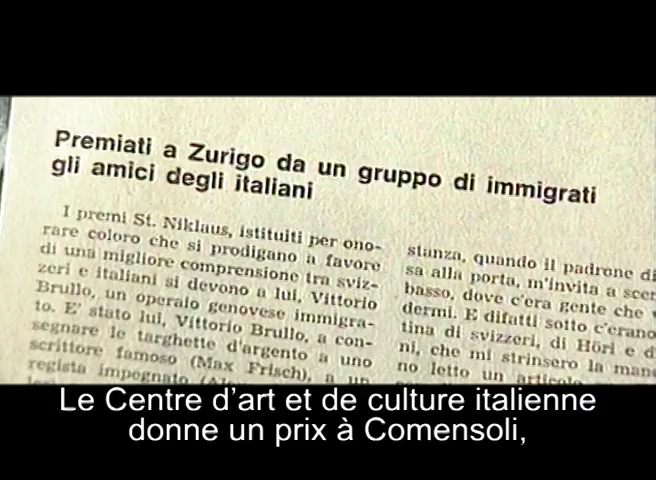 Premiati a Zurigo da un gruppo di immigrati
gli amici degli italiani
I premi St. Niklaus, istituiti per ono-
rare coloro che si prodigano a favore
di una migliore comprensione tra sviz-
zeri e italiani si devono a lui, Vittorio
Brullo, un operaio genovese immigra-
to. E' stato lui, Vittorio Brullo, a con-
segnare le targhette d'argento a uno
scrittore famoso (Max Frisch), a un
regista impegnato
stanza, quando il padrone di
sa alla porta, m'invita a scen
basso, dove c'era gente che
dermi. E difatti sotto c'erano
tina di svizzeri, di Höri e d
ni, che mi strinsero la mano
no letto un articolo
Le Centre d'art et de culture italienne
donne un prix à Comensoli,